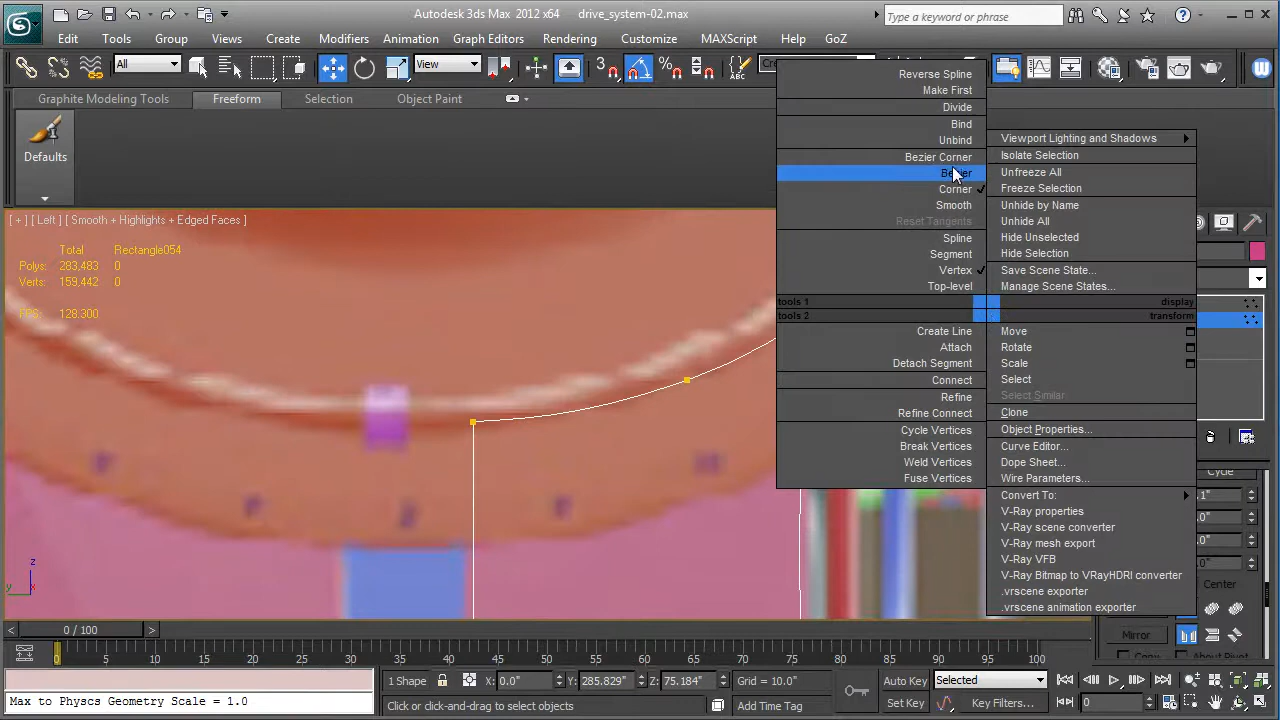 Autodesk 3ds Max 2012 x64 drive_system-02.max
Type a keyword or phrase
Edit Tools Group Views Create Modifiers Animation Graph Editors Rendering Customize MAXScript Help GoZ
All View
Graphite Modeling Tools Freeform Selection Object Paint
Defaults
[ + ] [ Left ] [ Smooth + Highlights + Edged Faces ]
Total Rectangle054
Polys: 283,483 0
Verts: 159,442 0
FPS: 128.300
Reverse Spline
Make First
Divide
Bind
Unbind
Bezier Corner
Bezier
Corner
Smooth
Reset Tangents
Spline
Segment
Vertex
Top-level
tools 1
tools 2
Create Line
Attach
Detach Segment
Connect
Refine
Refine Connect
Cycle Vertices
Break Vertices
Weld Vertices
Fuse Vertices
Viewport Lighting and Shadows
Isolate Selection
Unfreeze All
Freeze Selection
Unhide by Name
Unhide All
Hide Unselected
Hide Selection
Save Scene State...
Manage Scene States...
display
transform
Move
Rotate
Scale
Select
Select Similar
Clone
Object Properties...
Curve Editor...
Dope Sheet...
Wire Parameters...
Convert To:
V-Ray properties
V-Ray scene converter
V-Ray mesh export
V-Ray VFB
V-Ray Bitmap to VRayHDRI converter
.vrscene exporter
.vrscene animation exporter
Cycle
Center
Mirror
z
y x
< 0 / 100 >
0 5 10 15 20 25 30 35 40 45 50 55 60 65 70 75 80 85 90 95 100
1 Shape X: 0.0" Y: 285.829" Z: 75.184" Grid = 10.0" Auto Key Selected
Max to Physcs Geometry Scale = 1.0 Click or click-and-drag to select objects Add Time Tag Set Key Key Filters... 0